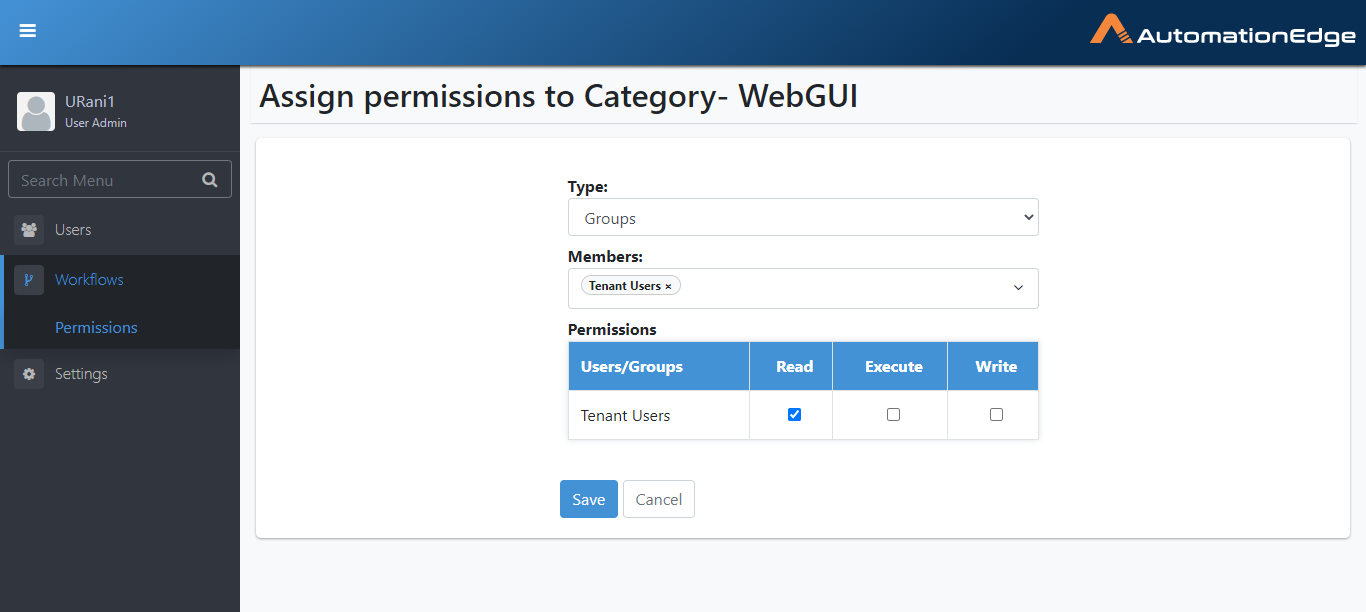 AutomationEdge
URani1
User Admin
Search Menu
Users
Workflows
Permissions
Settings
Assign permissions to Category- WebGUI
Type:
Groups
Members:
Tenant Users ×
Permissions
Users/Groups Read Execute Write
Tenant Users
Save Cancel